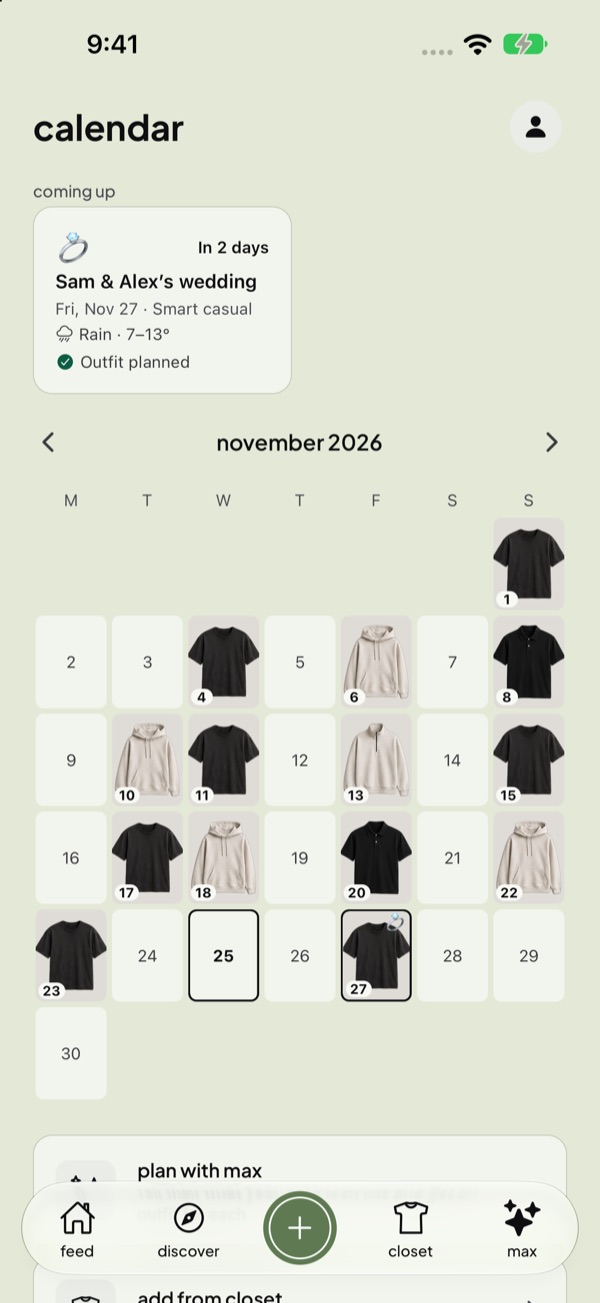 9:41
calendar
coming up
In 2 days
Sam & Alex’s wedding
Fri, Nov 27 · Smart casual
Rain · 7–13°
Outfit planned
november 2026
M T W T F S S
1
2 3 4 5 6 7 8
9 10 11 12 13 14 15
16 17 18 19 20 21 22
23 24 25 26 27 28 29
30
plan with max
each
feed discover closet max
add from closet